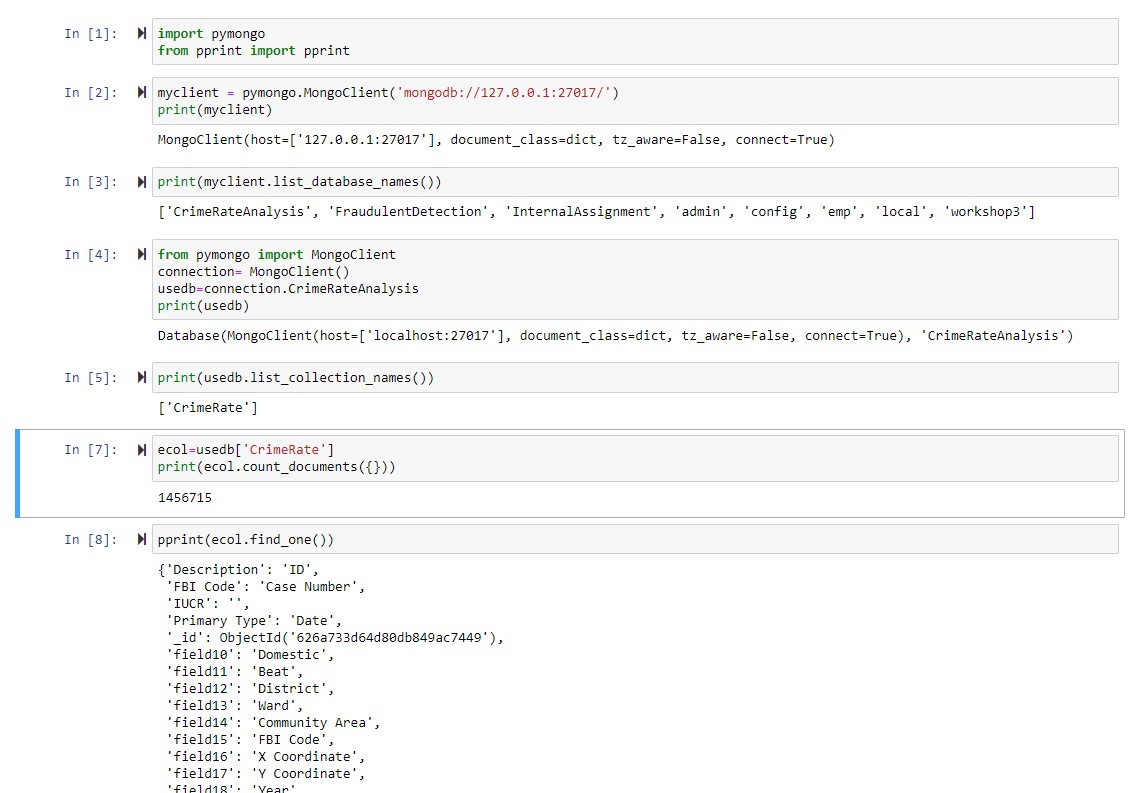 In [1]:
import pymongo
from pprint import pprint
In [2]:
myclient = pymongo.MongoClient('mongodb://127.0.0.1:27017/')
print(myclient)
MongoClient(host=['127.0.0.1:27017'], document_class=dict, tz_aware=False, connect=True)
In [3]:
print(myclient.list_database_names())
['CrimeRateAnalysis', 'FraudulentDetection', 'InternalAssignment', 'admin', 'config', 'emp', 'local', 'workshop3']
In [4]:
from pymongo import MongoClient
connection= MongoClient()
usedb=connection.CrimeRateAnalysis
print(usedb)
Database(MongoClient(host=['localhost:27017'], document_class=dict, tz_aware=False, connect=True), 'CrimeRateAnalysis')
In [5]:
print(usedb.list_collection_names())
['CrimeRate']
In [7]:
ecol=usedb['CrimeRate']
print(ecol.count_documents({}))
1456715
In [8]:
pprint(ecol.find_one())
{'Description': 'ID',
'FBI Code': 'Case Number',
'IUCR': '',
'Primary Type': 'Date',
'_id': ObjectId('626a733d64d80db849ac7449'),
'field10': 'Domestic',
'field11': 'Beat',
'field12': 'District',
'field13': 'Ward',
'field14': 'Community Area',
'field15': 'FBI Code',
'field16': 'X Coordinate',
'field17': 'Y Coordinate',
'field18': 'Year'